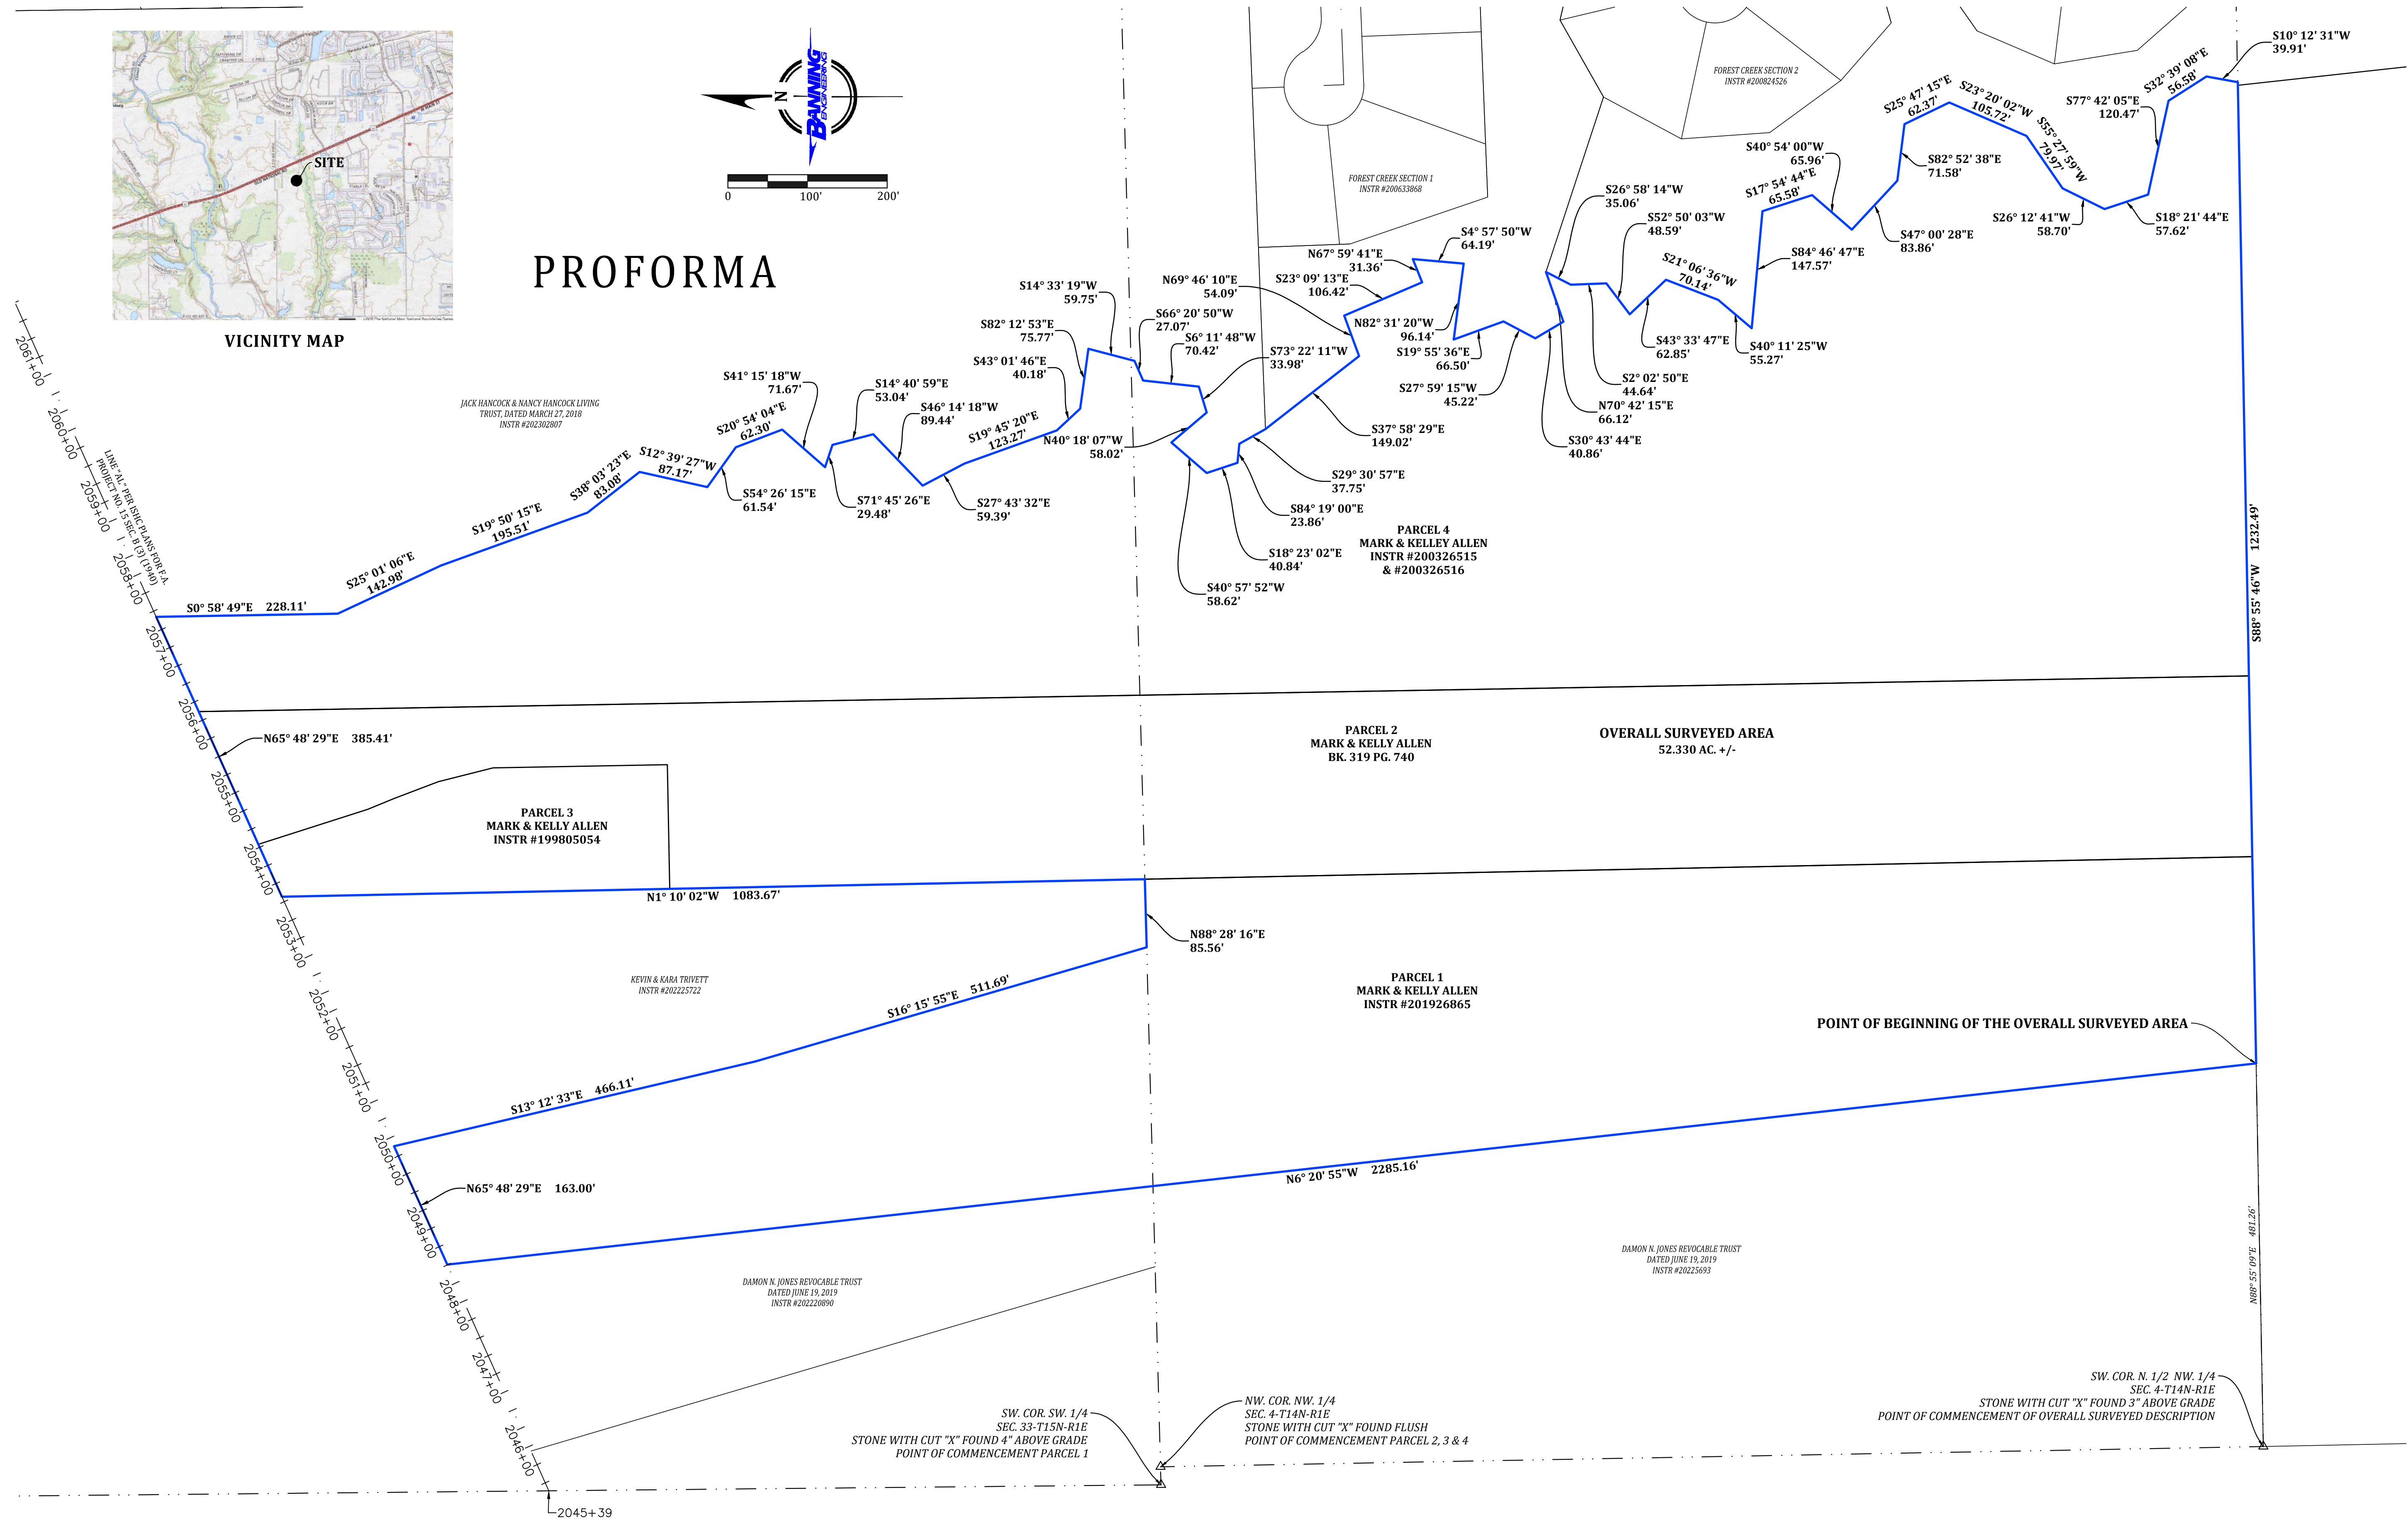 S10° 12' 31"W
39.91'
S32° 39' 08"E
56.58'
S77° 42' 05"E
120.47'
FOREST CREEK SECTION 2
INSTR #200824526
S25° 47' 15"E
62.37'
S23° 20' 02"W
105.72'
S55° 27' 59"W
79.97'
S40° 54' 00"W
65.96'
S82° 52' 38"E
71.58'
S17° 54' 44"E
65.58'
S26° 12' 41"W
58.70'
S18° 21' 44"E
57.62'
S47° 00' 28"E
83.86'
N
BANNING
ENGINEERING
0
100'
200'
SITE
VICINITY MAP
PROFORMA
FOREST CREEK SECTION 1
INSTR #200633868
S26° 58' 14"W
35.06'
S52° 50' 03"W
48.59'
S4° 57' 50"W
64.19'
N67° 59' 41"E
31.36'
S84° 46' 47"E
147.57'
S21° 06' 36"W
70.14'
N69° 46' 10"E
54.09'
S23° 09' 13"E
106.42'
S14° 33' 19"W
59.75'
S66° 20' 50"W
27.07'
S82° 12' 53"E
75.77'
N82° 31' 20"W
96.14'
S6° 11' 48"W
70.42'
S73° 22' 11"W
33.98'
S19° 55' 36"E
66.50'
S43° 33' 47"E
62.85'
S40° 11' 25"W
55.27'
S43° 01' 46"E
40.18'
S41° 15' 18"W
71.67'
S14° 40' 59"E
53.04'
S27° 59' 15"W
45.22'
S2° 02' 50"E
44.64'
N70° 42' 15"E
66.12'
JACK HANCOCK & NANCY HANCOCK LIVING
TRUST, DATED MARCH 27, 2018
INSTR #202302807
S20° 54' 04"E
62.30'
S46° 14' 18"W
89.44'
S19° 45' 20"E
123.27'
N40° 18' 07"W
58.02'
S37° 58' 29"E
149.02'
S30° 43' 44"E
40.86'
S12° 39' 27"W
87.17'
S38° 03' 23"E
83.08'
S54° 26' 15"E
61.54'
S71° 45' 26"E
29.48'
S27° 43' 32"E
59.39'
S29° 30' 57"E
37.75'
S84° 19' 00"E
23.86'
S18° 23' 02"E
40.84'
S40° 57' 52"W
58.62'
PARCEL 4
MARK & KELLEY ALLEN
INSTR #200326515
& #200326516
S19° 50' 15"E
195.51'
S25° 01' 06"E
142.98'
S0° 58' 49"E 228.11'
LINE "AL" PER ISHC PLANS FOR F.A.
PROJECT NO. 15 SEC. B (3) (1940)
2061+00
2060+00
2059+00
2058+00
2057+00
2056+00
2055+00
2054+00
2053+00
2052+00
2051+00
2050+00
2049+00
2048+00
2047+00
2046+00
2045+39
S88° 55' 46"W 1232.49'
N65° 48' 29"E 385.41'
PARCEL 2
MARK & KELLY ALLEN
BK. 319 PG. 740
OVERALL SURVEYED AREA
52.330 AC. +/-
PARCEL 3
MARK & KELLY ALLEN
INSTR #199805054
N1° 10' 02"W 1083.67'
N88° 28' 16"E
85.56'
KEVIN & KARA TRIVETT
INSTR #202225722
S16° 15' 55"E 511.69'
PARCEL 1
MARK & KELLY ALLEN
INSTR #201926865
POINT OF BEGINNING OF THE OVERALL SURVEYED AREA
S13° 12' 33"E 466.11'
N65° 48' 29"E 163.00'
N6° 20' 55"W 2285.16'
DAMON N. JONES REVOCABLE TRUST
DATED JUNE 19, 2019
INSTR #202220890
DAMON N. JONES REVOCABLE TRUST
DATED JUNE 19, 2019
INSTR #20225693
N88° 55' 09"E 481.26'
SW. COR. SW. 1/4
SEC. 33-T15N-R1E
STONE WITH CUT "X" FOUND 4" ABOVE GRADE
POINT OF COMMENCEMENT PARCEL 1
NW. COR. NW. 1/4
SEC. 4-T14N-R1E
STONE WITH CUT "X" FOUND FLUSH
POINT OF COMMENCEMENT PARCEL 2, 3 & 4
SW. COR. N. 1/2 NW. 1/4
SEC. 4-T14N-R1E
STONE WITH CUT "X" FOUND 3" ABOVE GRADE
POINT OF COMMENCEMENT OF OVERALL SURVEYED DESCRIPTION